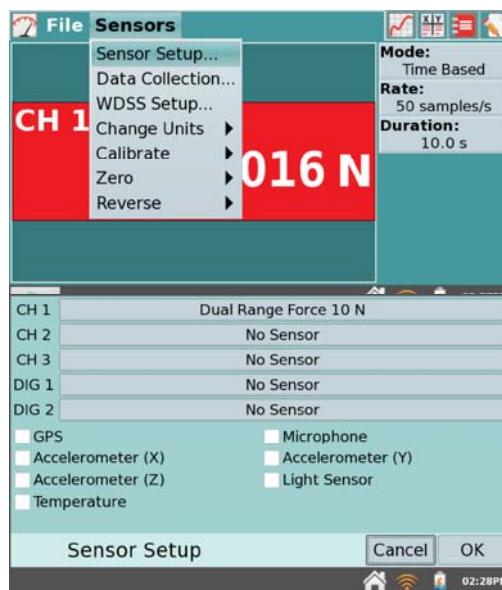 File Sensors
Sensor Setup...
Data Collection...
WDSS Setup...
Change Units
Calibrate
Zero
Reverse
CH 1
016 N
Mode:
Time Based
Rate:
50 samples/s
Duration:
10.0 s
CH 1 Dual Range Force 10 N
CH 2 No Sensor
CH 3 No Sensor
DIG 1 No Sensor
DIG 2 No Sensor
GPS Microphone
Accelerometer (X) Accelerometer (Y)
Accelerometer (Z) Light Sensor
Temperature
Sensor Setup Cancel OK
02:28P